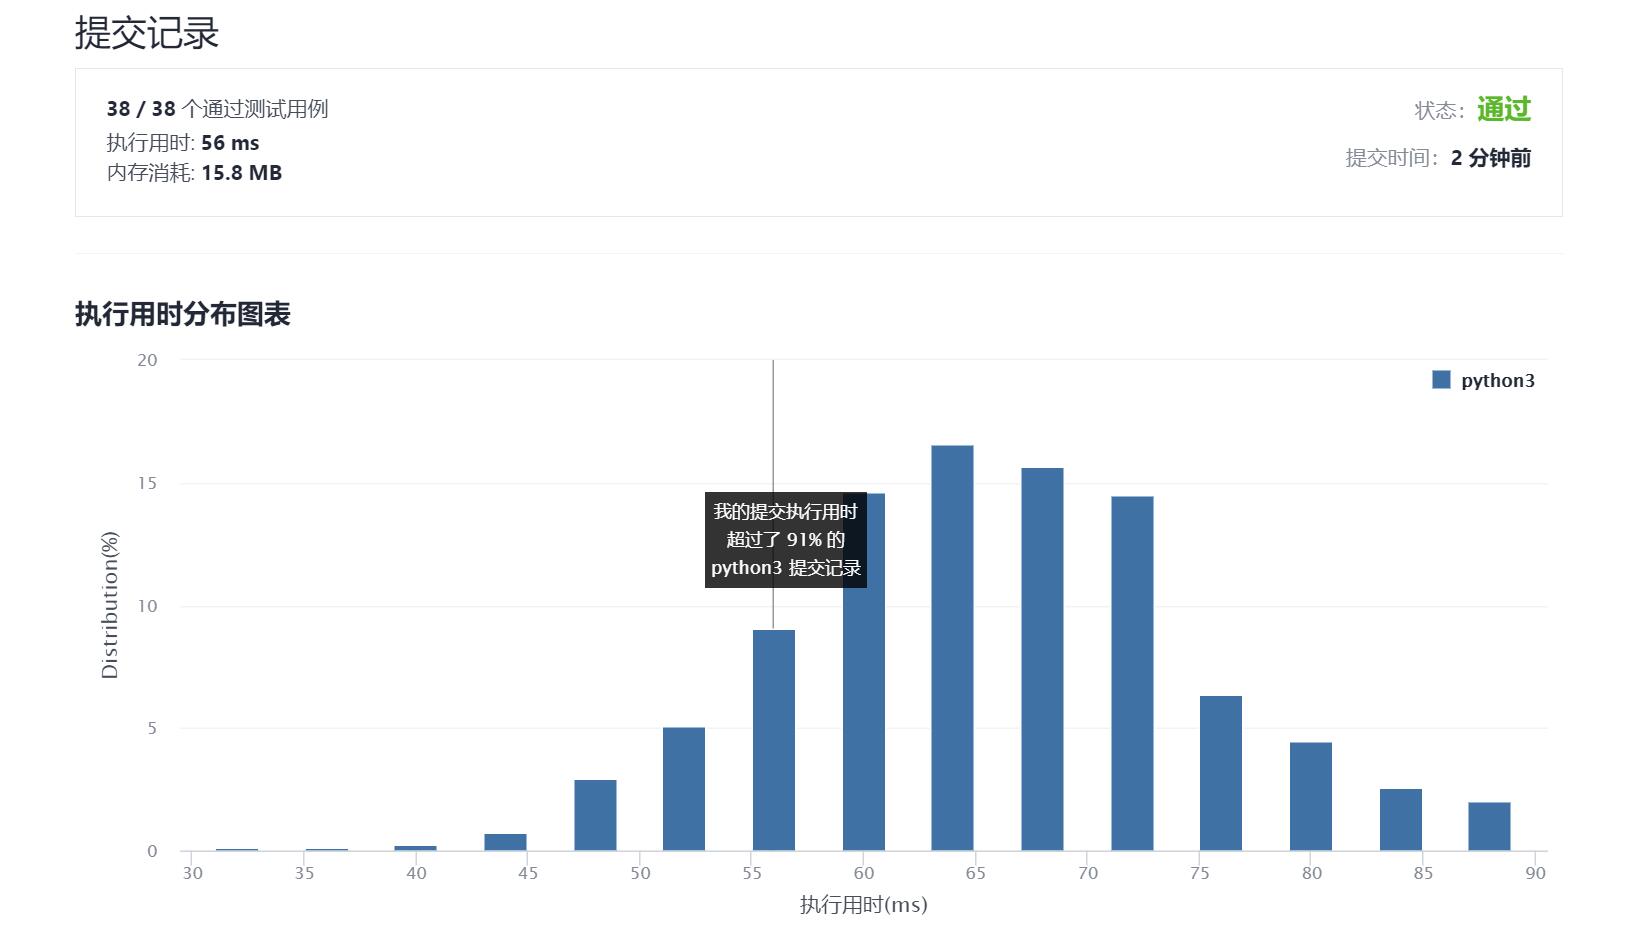 提交记录
38 / 38 个通过测试用例
状态：通过
执行用时: 56 ms
提交时间：2 分钟前
内存消耗: 15.8 MB
执行用时分布图表
20
python3
15
我的提交执行用时
超过了 91% 的
python3 提交记录
10
Distribution(%)
5
0
30 35 40 45 50 55 60 65 70 75 80 85 90
执行用时(ms)